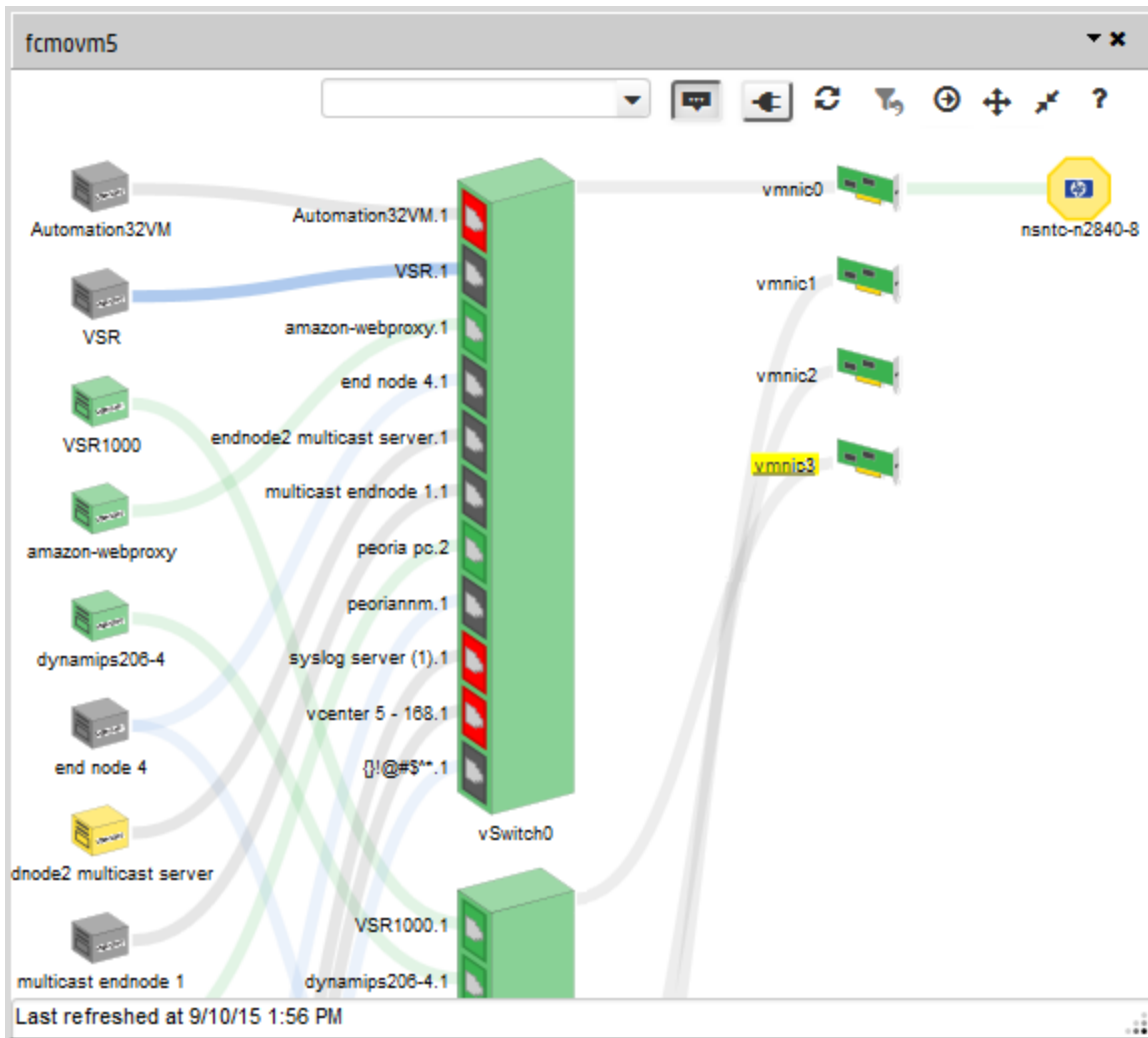 fcmovm5
?
Automation32VM
VSR
VSR1000
amazon-webproxy
dynamips206-4
end node 4
dnode2 multicast server
multicast endnode 1
Automation32VM.1
VSR.1
amazon-webproxy.1
end node 4.1
endnode2 multicast server.1
multicast endnode 1.1
peoria pc.2
peoriannm.1
syslog server (1).1
vcenter 5 - 168.1
{}!@#$^*.1
vSwitch0
VSR1000.1
dynamips206-4.1
vmnic0
vmnic1
vmnic2
vmnic3
hp
nsntc-n2840-8
Last refreshed at 9/10/15 1:56 PM